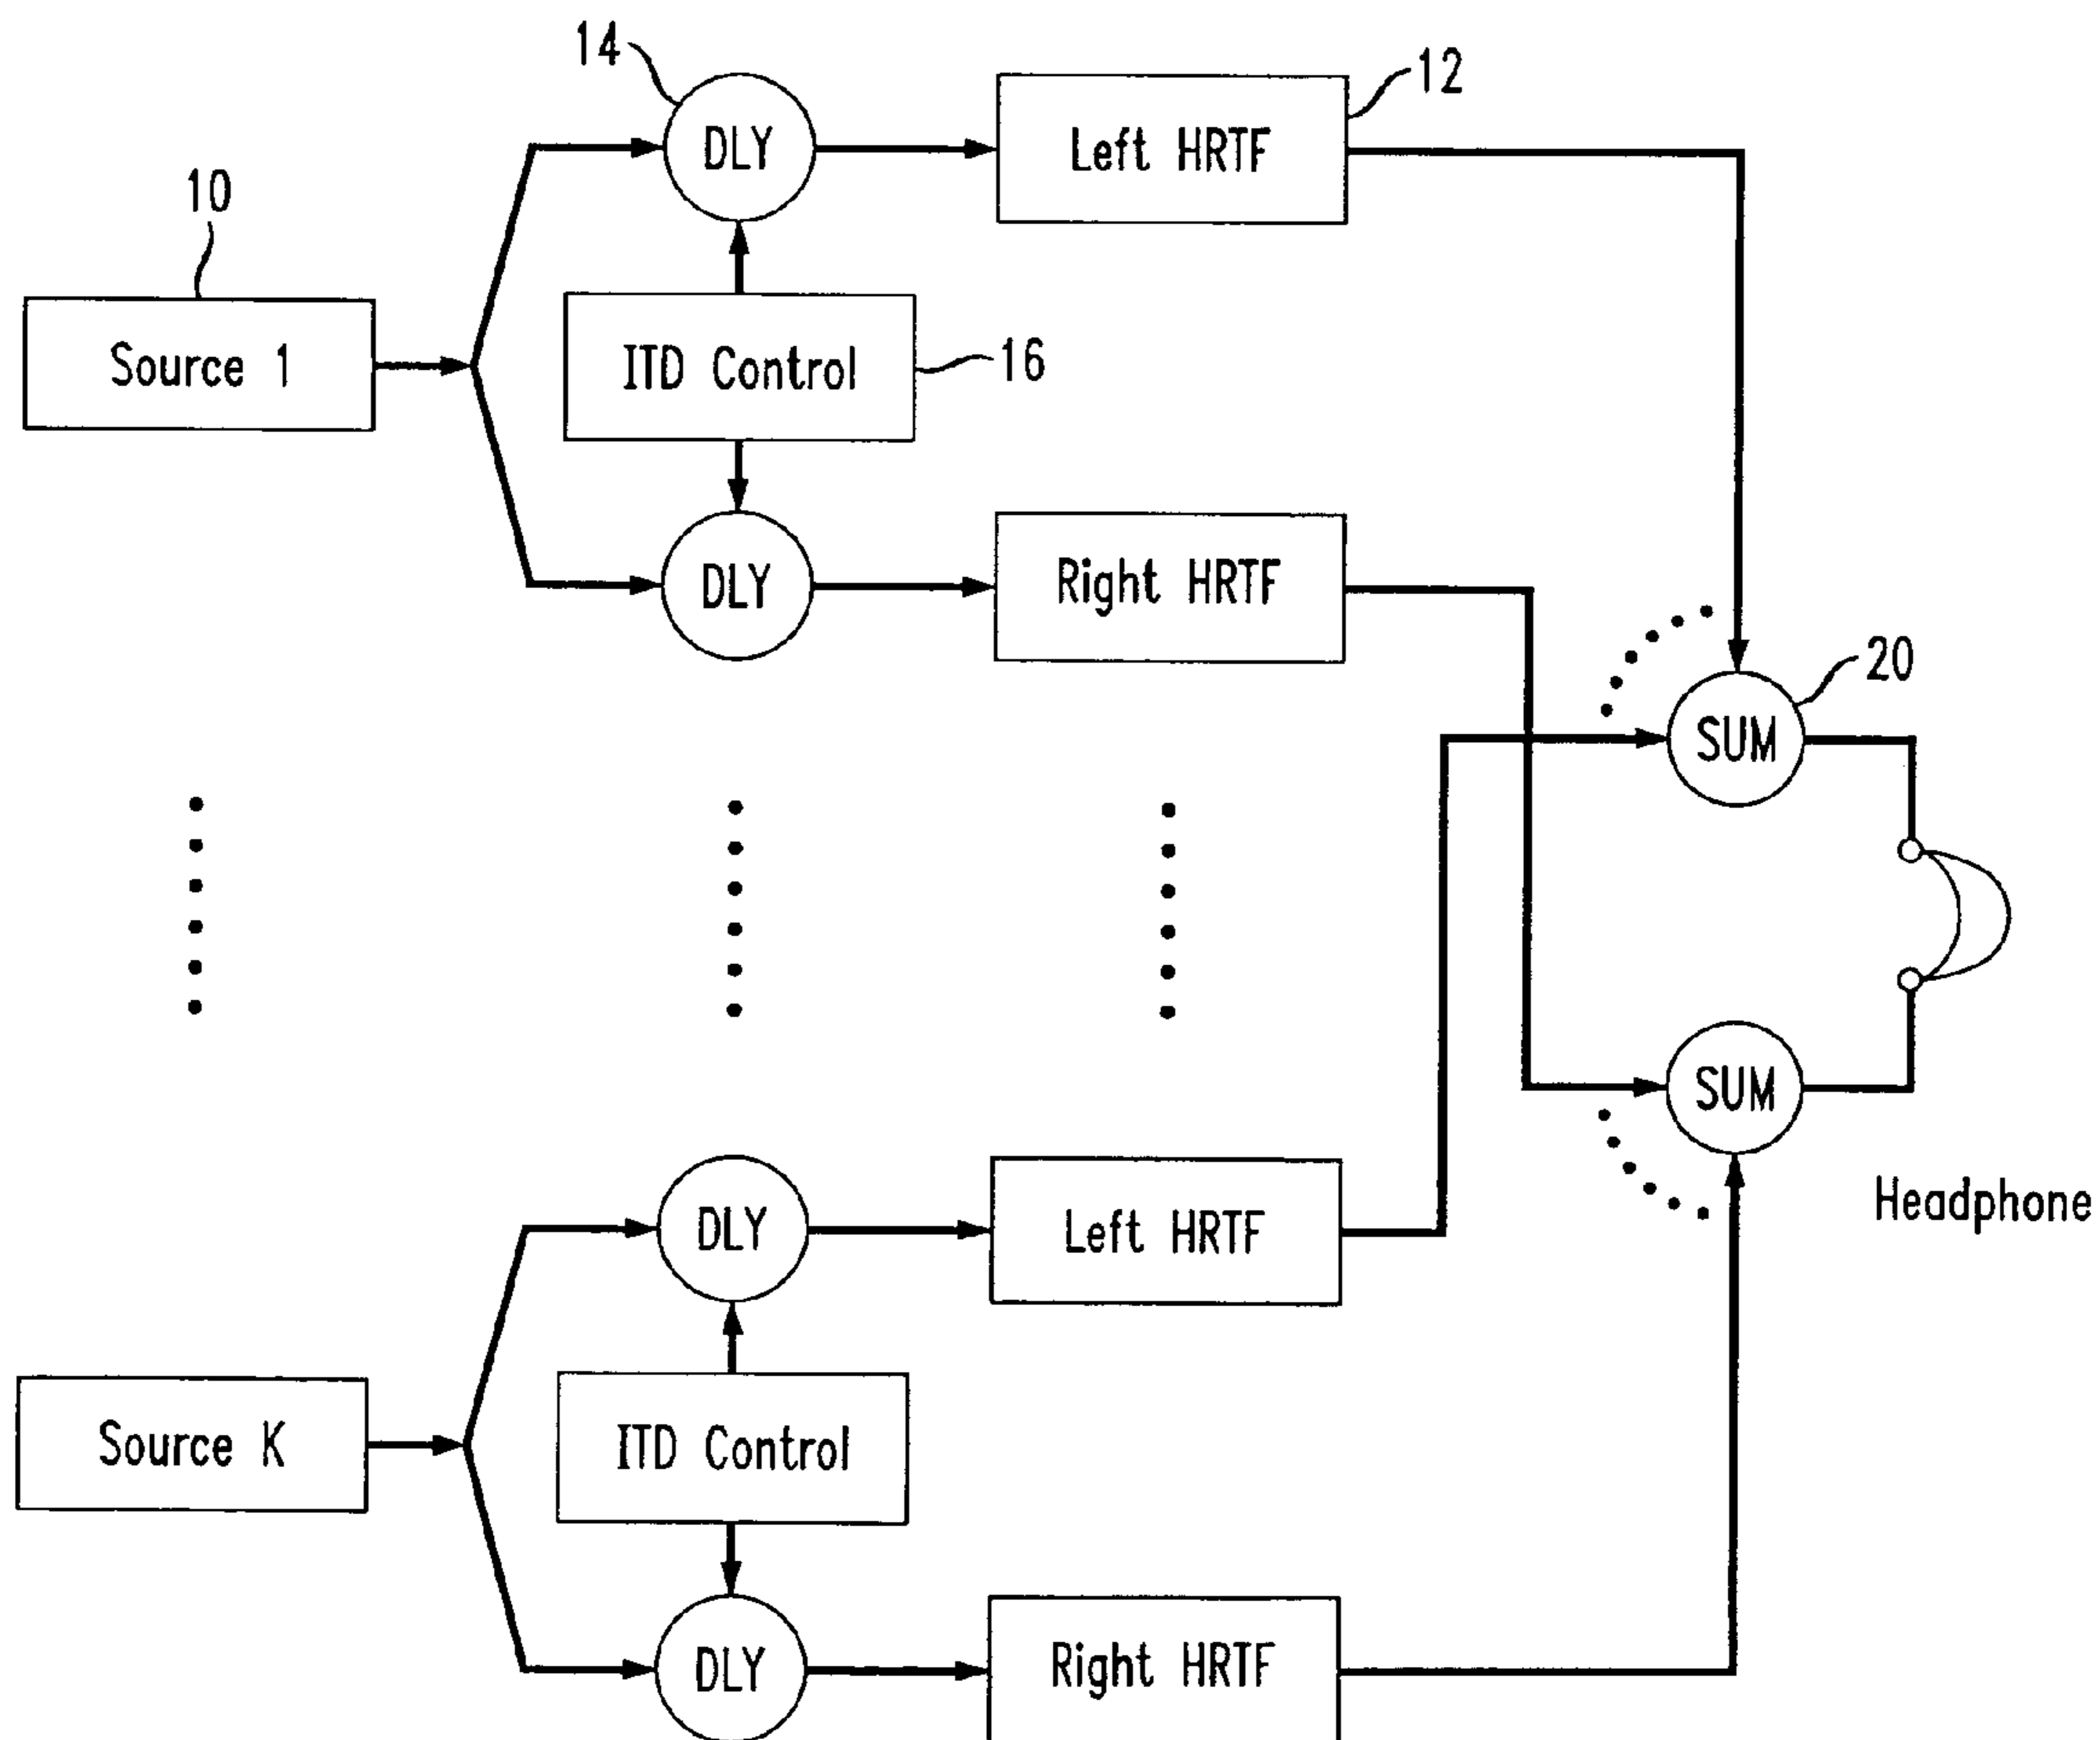 14
12
DLY
Left HRTF
10
Source 1
ITD Control
16
DLY
Right HRTF
20
SUM
SUM
Headphone
DLY
Left HRTF
Source K
ITD Control
DLY
Right HRTF